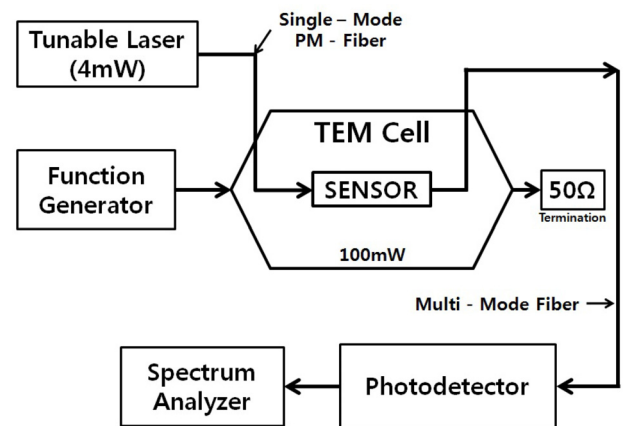 Single – Mode
PM - Fiber
Tunable Laser
(4mW)
TEM Cell
Function
Generator
SENSOR
50Ω
Termination
100mW
Multi - Mode Fiber
Spectrum
Analyzer
Photodetector